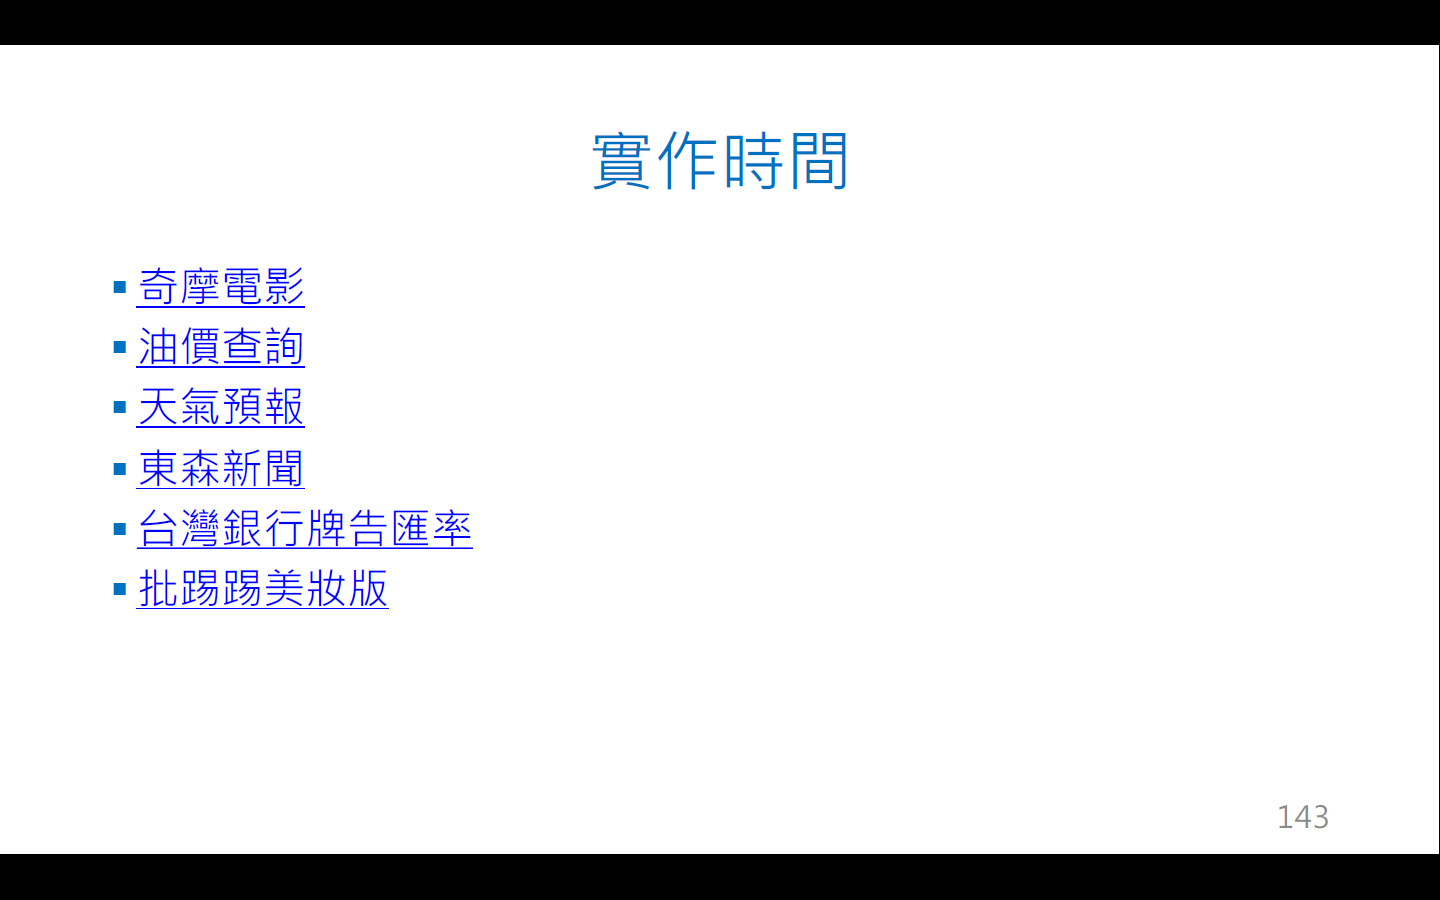 實作時間
奇摩電影
油價查詢
天氣預報
東森新聞
台灣銀行牌告匯率
批踢踢美妝版
143